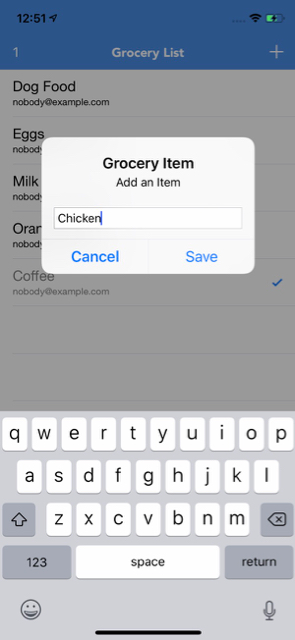 12:51
1 Grocery List +
Dog Food
nobody@example.com
Eggs
nobody
Grocery Item
Add an Item
Milk
nobody
Chicken
nobody
Cancel Save
Coffee
nobody@example.com
q w e r t y u i o p
a s d f g h j k l
z x c v b n m
123 space return